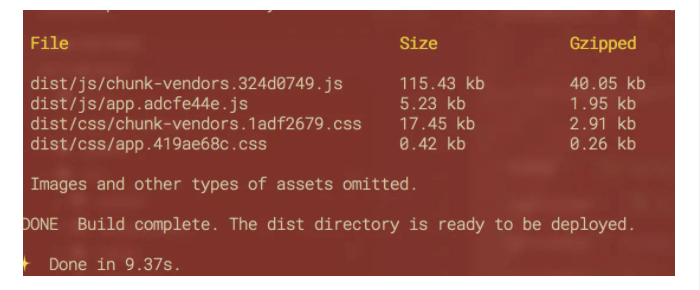 File Size Gzipped
dist/js/chunk-vendors.324d0749.js 115.43 kb 40.05 kb
dist/js/app.adcfe44e.js 5.23 kb 1.95 kb
dist/css/chunk-vendors.1adf2679.css 17.45 kb 2.91 kb
dist/css/app.419ae68c.css 0.42 kb 0.26 kb
Images and other types of assets omitted.
DONE Build complete. The dist directory is ready to be deployed.
Done in 9.37s.